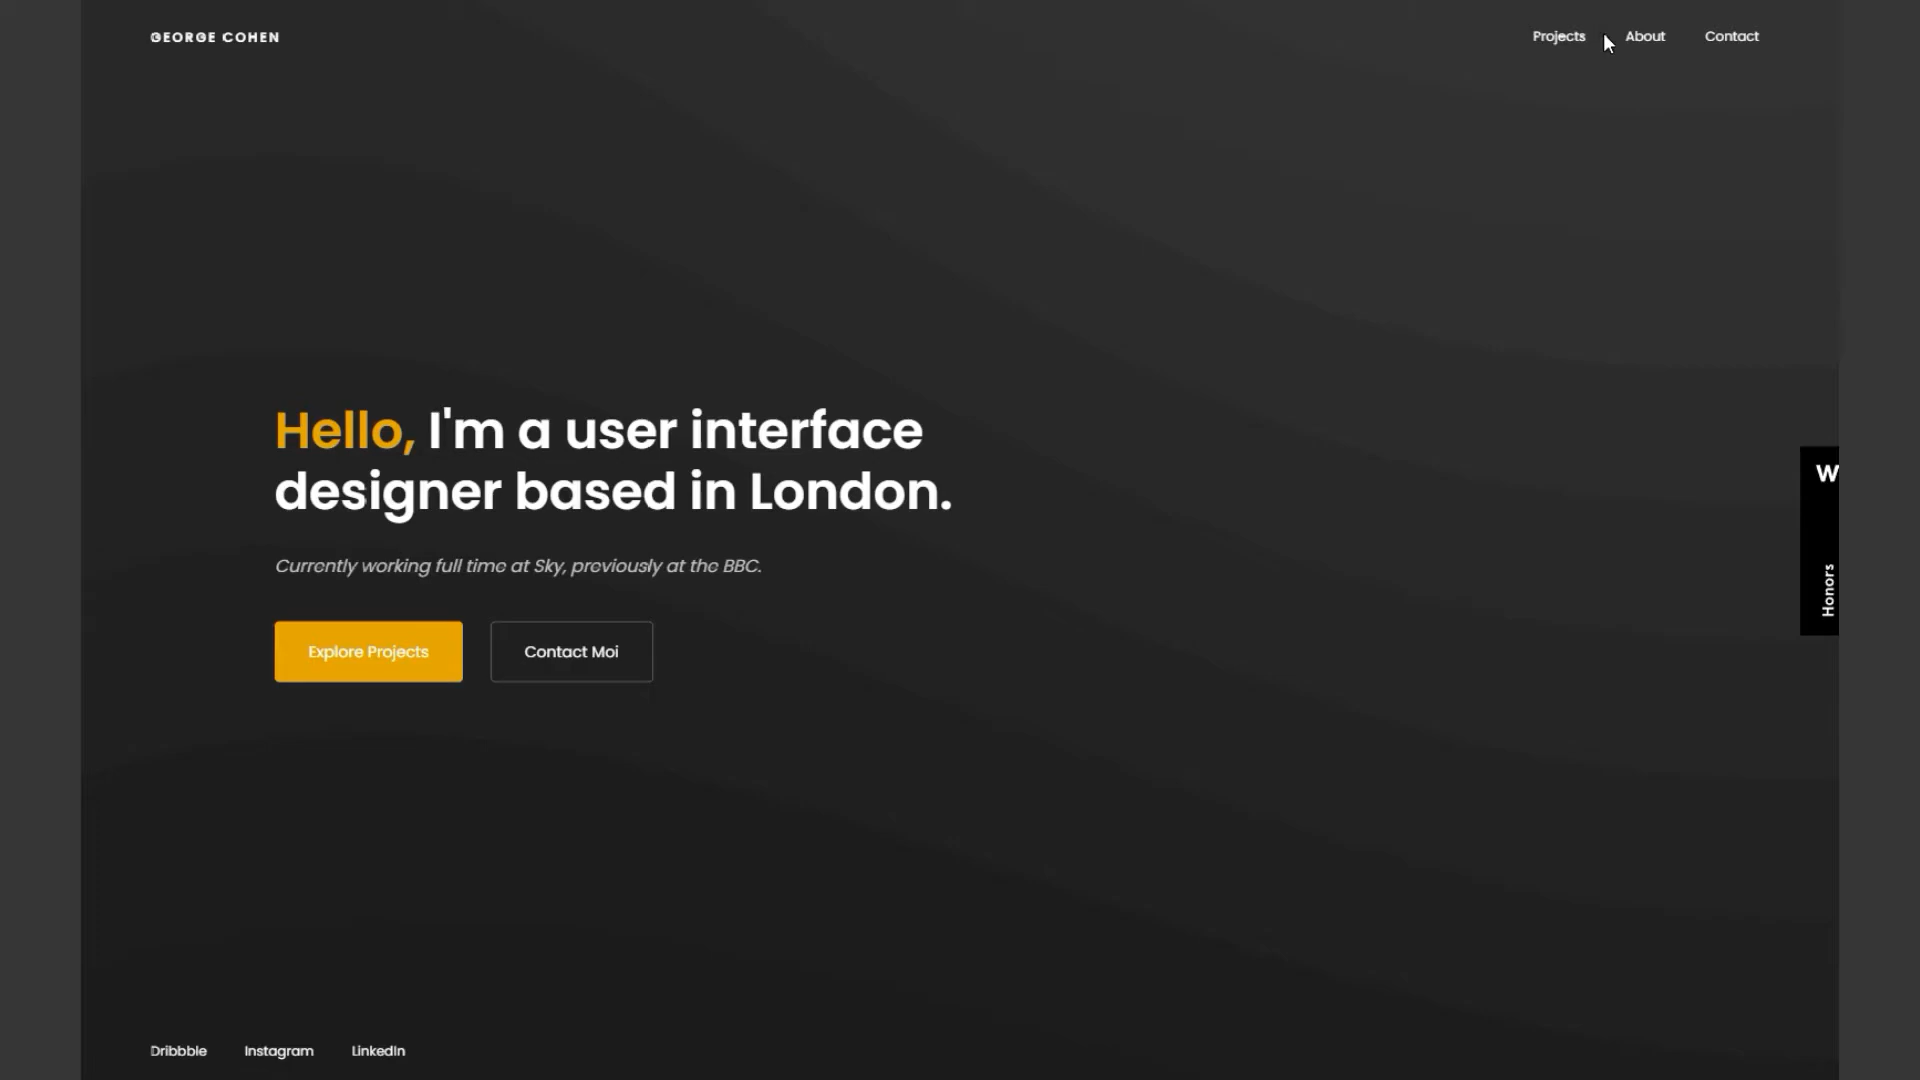 GEORGE COHEN
Projects About Contact
Hello, I'm a user interface
designer based in London.
Currently working full time at Sky, previously at the BBC.
Explore Projects Contact Moi
W
Honors
Dribbble Instagram LinkedIn